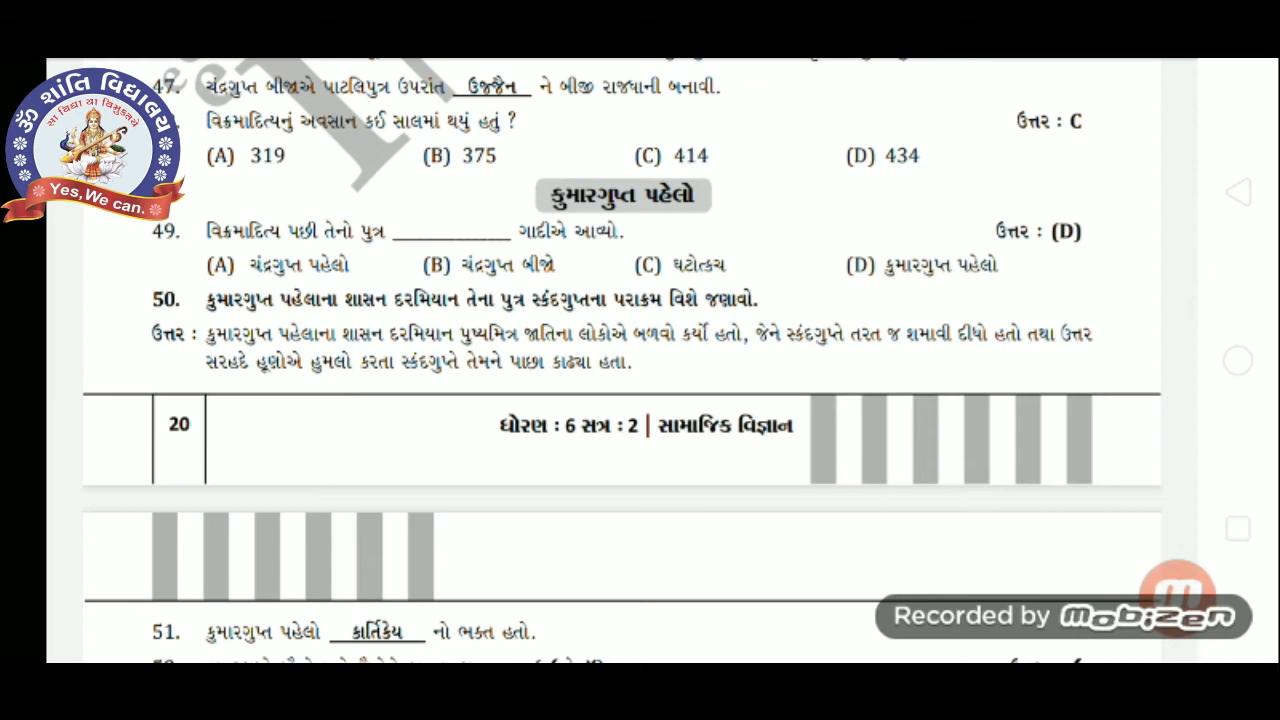 47. ચંદ્રગુપ્ત બીજાએ પાટલિપુત્ર ઉપરાંત ઉજ્જૈન ને બીજી રાજધાની બનાવી.
ૐ શાંતિ વિદ્યાલય
सा विद्या या विमुक्तये
Yes,We can.
વિક્રમાદિત્યનું અવસાન કઈ સાલમાં થયું હતું ? ઉત્તર : C
(A) 319 (B) 375 (C) 414 (D) 434
કુમારગુપ્ત પહેલો
49. વિક્રમાદિત્ય પછી તેનો પુત્ર ____________ ગાદીએ આવ્યો. ઉત્તર : (D)
(A) ચંદ્રગુપ્ત પહેલો (B) ચંદ્રગુપ્ત બીજો (C) ઘટોત્કચ (D) કુમારગુપ્ત પહેલો
50. કુમારગુપ્ત પહેલાના શાસન દરમિયાન તેના પુત્ર સ્કંદગુપ્તના પરાક્રમ વિશે જણાવો.
ઉત્તર : કુમારગુપ્ત પહેલાના શાસન દરમિયાન પુષ્યમિત્ર જાતિના લોકોએ બળવો કર્યો હતો, જેને સ્કંદગુપ્તે તરત જ શમાવી દીધો હતો તથા ઉત્તર
સરહદે હૂણોએ હુમલો કરતા સ્કંદગુપ્તે તેમને પાછા કાઢ્યા હતા.
20 ધોરણ : 6 સત્ર : 2 | સામાજિક વિજ્ઞાન
Recorded by mobizen
51. કુમારગુપ્ત પહેલો કાર્તિકેય નો ભક્ત હતો.